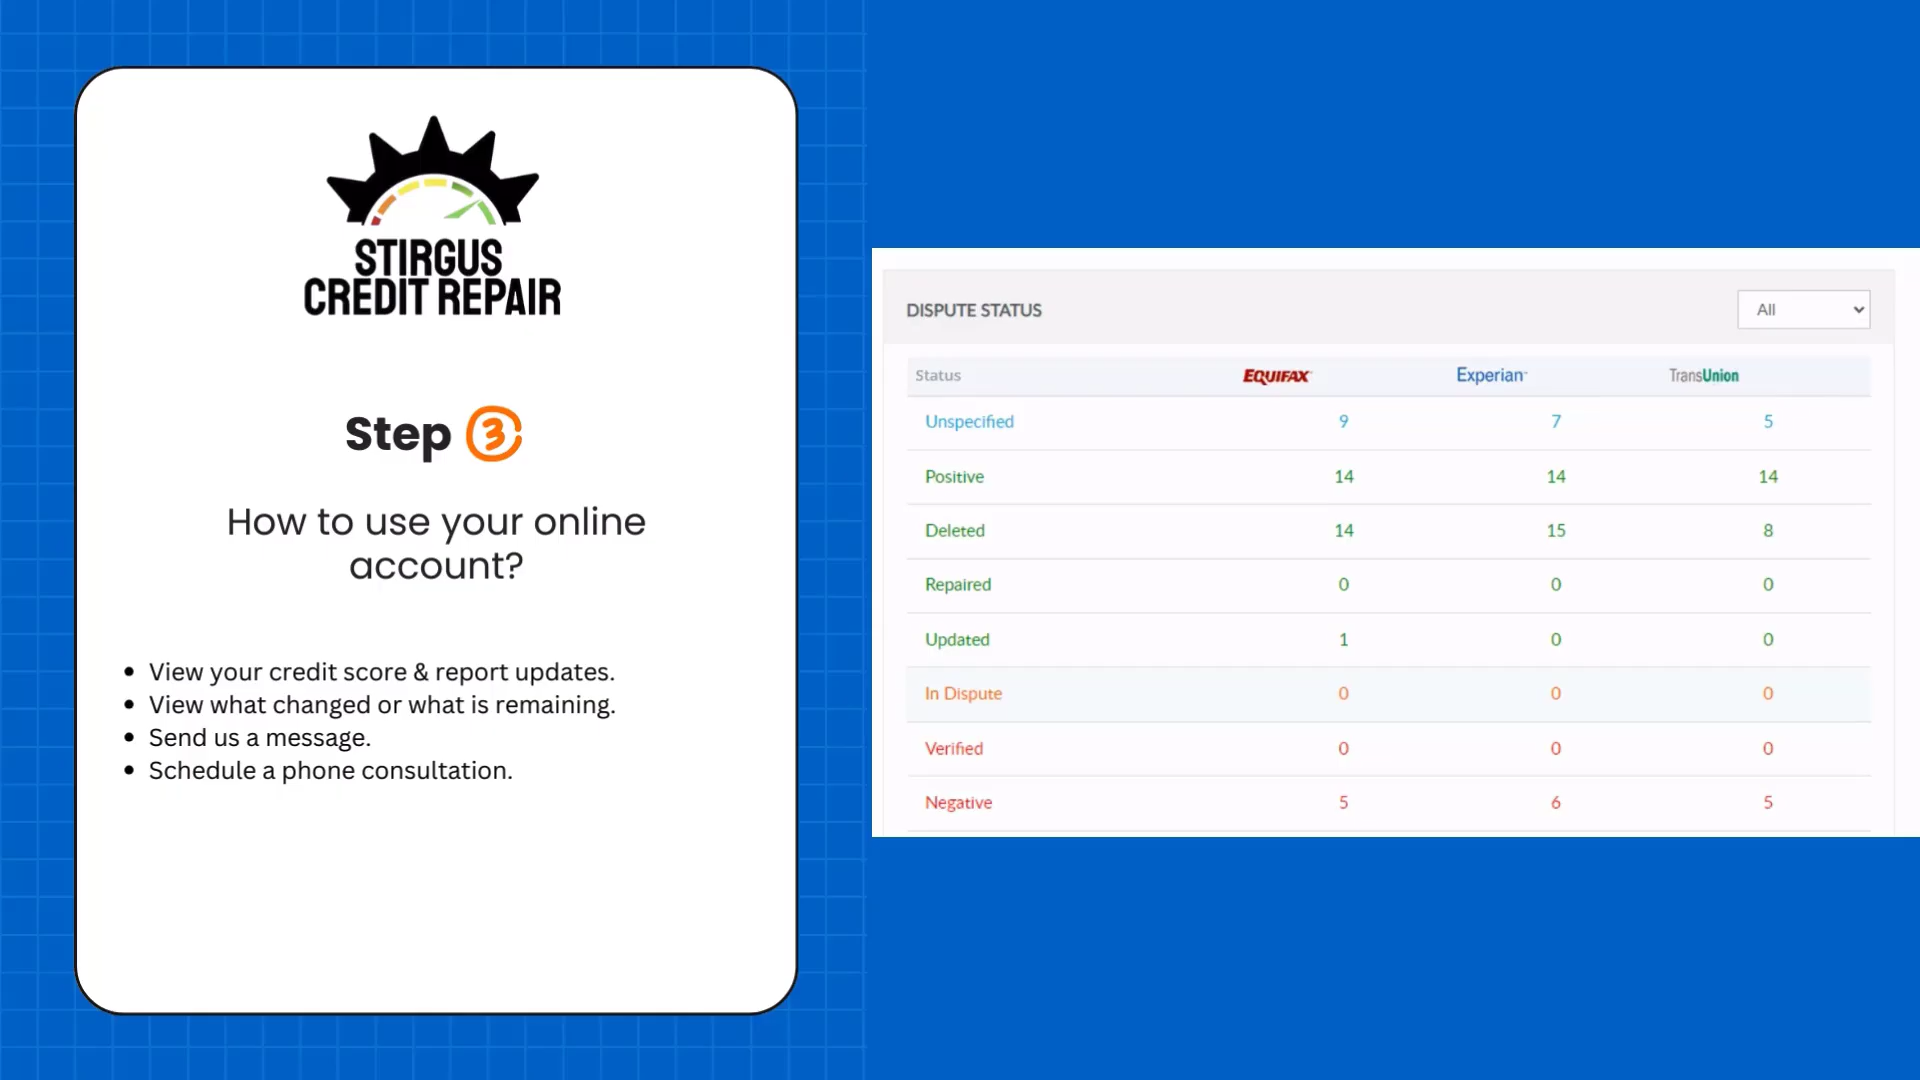 STIRGUS
CREDIT REPAIR
Step 3
How to use your online
account?
• View your credit score & report updates.
• View what changed or what is remaining.
• Send us a message.
• Schedule a phone consultation.
DISPUTE STATUS All
Status EQUIFAX Experian TransUnion
Unspecified 9 7 5
Positive 14 14 14
Deleted 14 15 8
Repaired 0 0 0
Updated 1 0 0
In Dispute 0 0 0
Verified 0 0 0
Negative 5 6 5